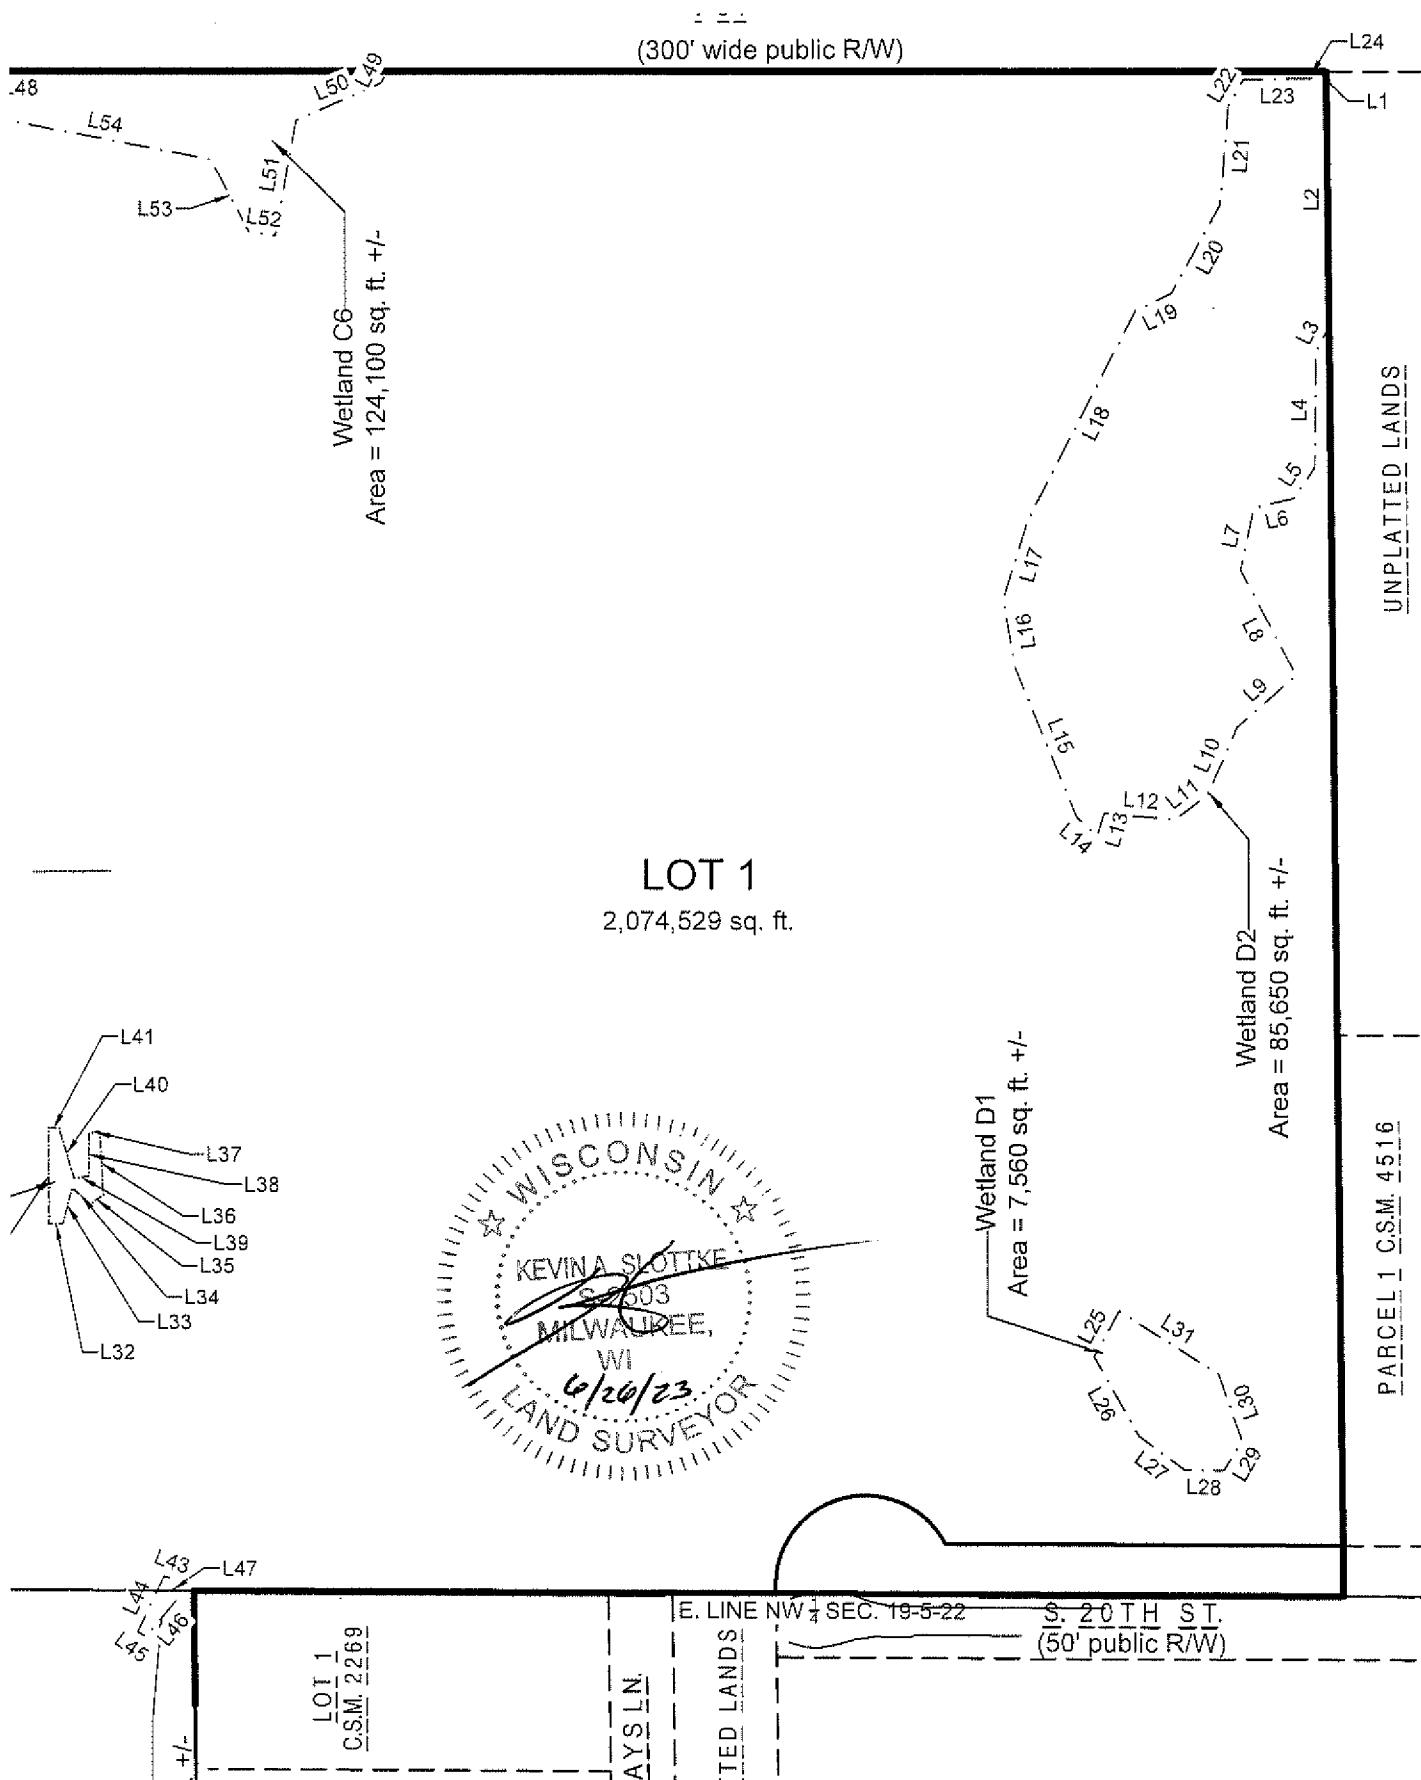 (300' wide public R/W)
L24
L1
L48
L50
L49
L54
L51
L53
L52
Wetland C6
Area = 124,100 sq. ft. +/-
L22
L23
L21
L2
L20
L19
L3
L4
L18
L5
L6
L7
L17
L16
L8
L9
L15
L10
L11
L12
L13
L14
UNPLATTED LANDS
LOT 1
2,074,529 sq. ft.
Wetland D2
Area = 85,650 sq. ft. +/-
L41
L40
L37
L38
L36
L39
L35
L34
L33
L32
Wetland D1
Area = 7,560 sq. ft. +/-
PARCEL 1 C.S.M. 4516
WISCONSIN
KEVIN A. SLOTTKE
MILWAUKEE,
WI
6/26/23
LAND SURVEYOR
L25
L31
L26
L30
L27
L28
L29
L43
L47
L44
L45
L46
E. LINE NW 1/4 SEC. 19-5-22
S. 20TH ST.
(50' public R/W)
LOT 1
C.S.M. 2269
AYS LN.
TTED LANDS
+/-